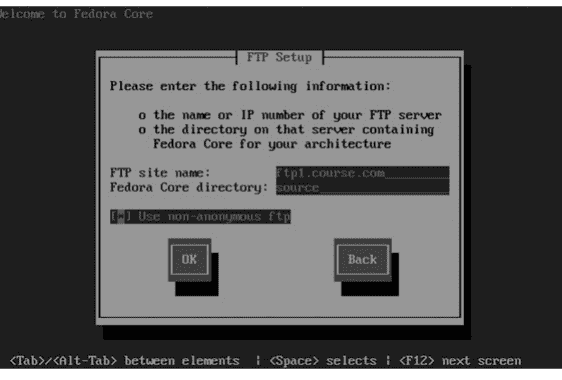 Welcome to Fedora Core
FTP Setup
Please enter the following information:
o the name or IP number of your FTP server
o the directory on that server containing
Fedora Core for your architecture
FTP site name: ftp1.course.com
Fedora Core directory: source
[*] Use non-anonymous ftp
OK Back
<Tab>/<Alt-Tab> between elements | <Space> selects | <F12> next screen